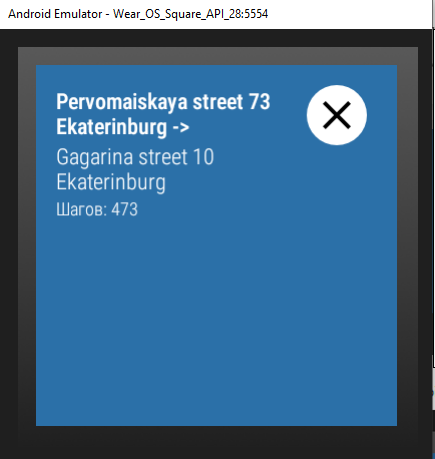 Android Emulator - Wear_OS_Square_API_28:5554
Pervomaiskaya street 73
Ekaterinburg ->
Gagarina street 10
Ekaterinburg
Шагов: 473